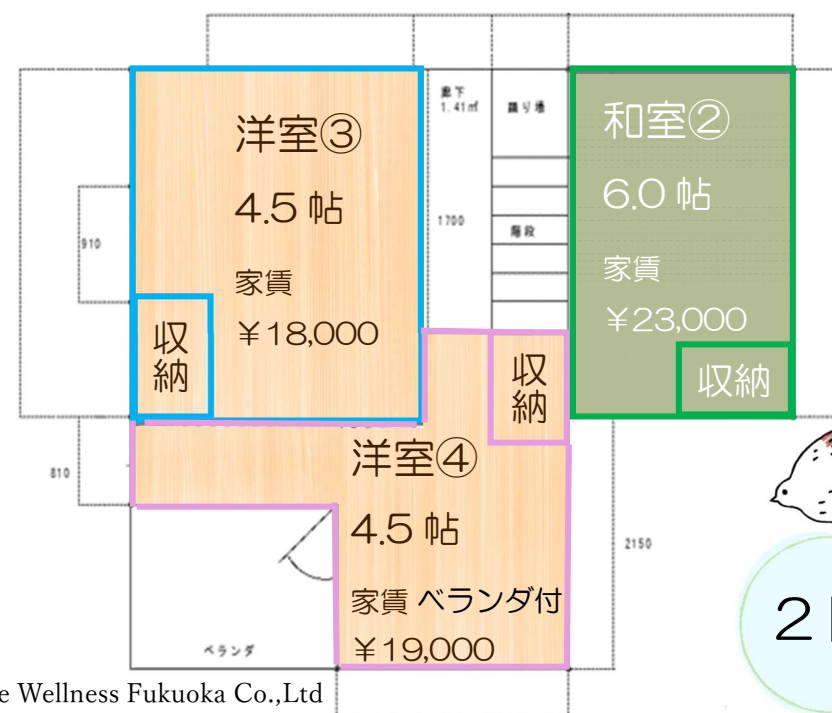 洋室③
4.5 帖
家賃
¥18,000
収納
廊下
1.41㎡
踊り場
1700
階段
和室②
6.0 帖
家賃
¥23,000
収納
910
収納
洋室④
4.5 帖
家賃 ベランダ付
¥19,000
810
2150
ベランダ
2
e Wellness Fukuoka Co.,Ltd